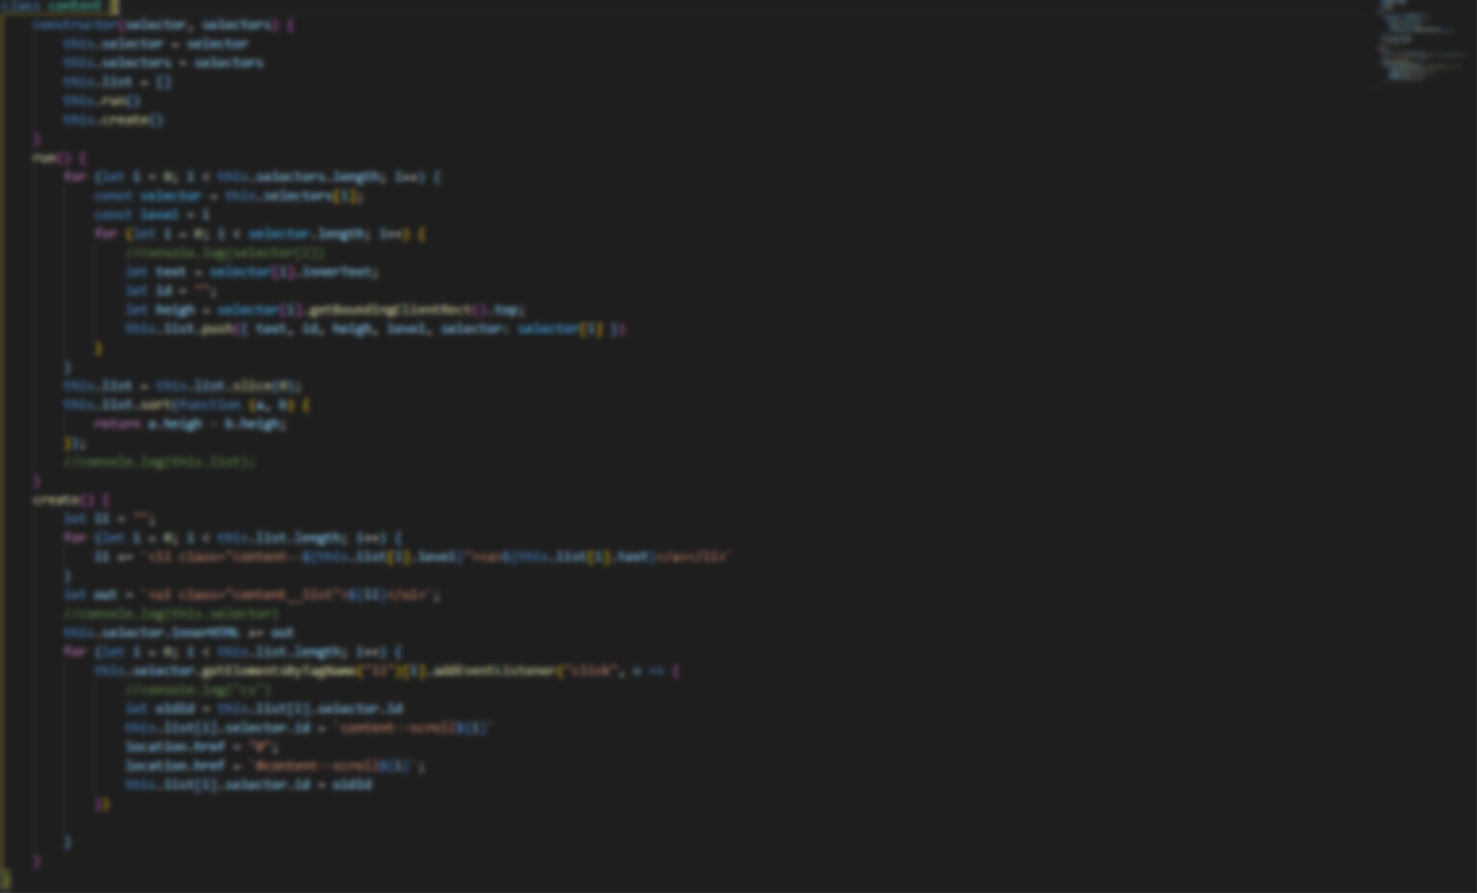 class content {
constructor(selector, selectors) {
this.selector = selector
this.selectors = selectors
this.list = []
this.run()
this.create()
}
run() {
for (let i = 0; i < this.selectors.length; i++) {
const selector = this.selectors[i];
const level = i
for (let i = 0; i < selector.length; i++) {
//console.log(selector[i])
let text = selector[i].innerText;
let id = "";
let heigh = selector[i].getBoundingClientRect().top;
this.list.push({ text, id, heigh, level, selector: selector[i] })
}
}
this.list = this.list.slice(0);
this.list.sort(function (a, b) {
return a.heigh - b.heigh;
});
//console.log(this.list);
}
create() {
let li = "";
for (let i = 0; i < this.list.length; i++) {
li += `<li class="content--${this.list[i].level}"><a>${this.list[i].text}</a></li>`
}
let out = `<ul class="content__list">${li}</ul>`;
//console.log(this.selector)
this.selector.innerHTML += out
for (let i = 0; i < this.list.length; i++) {
this.selector.getElementsByTagName("li")[i].addEventListener("click", e => {
//console.log("cs")
let oldId = this.list[i].selector.id
this.list[i].selector.id = `content--scroll${i}`
location.href = "#";
location.href = `#content--scroll${i}`;
this.list[i].selector.id = oldId
})
}
}
}